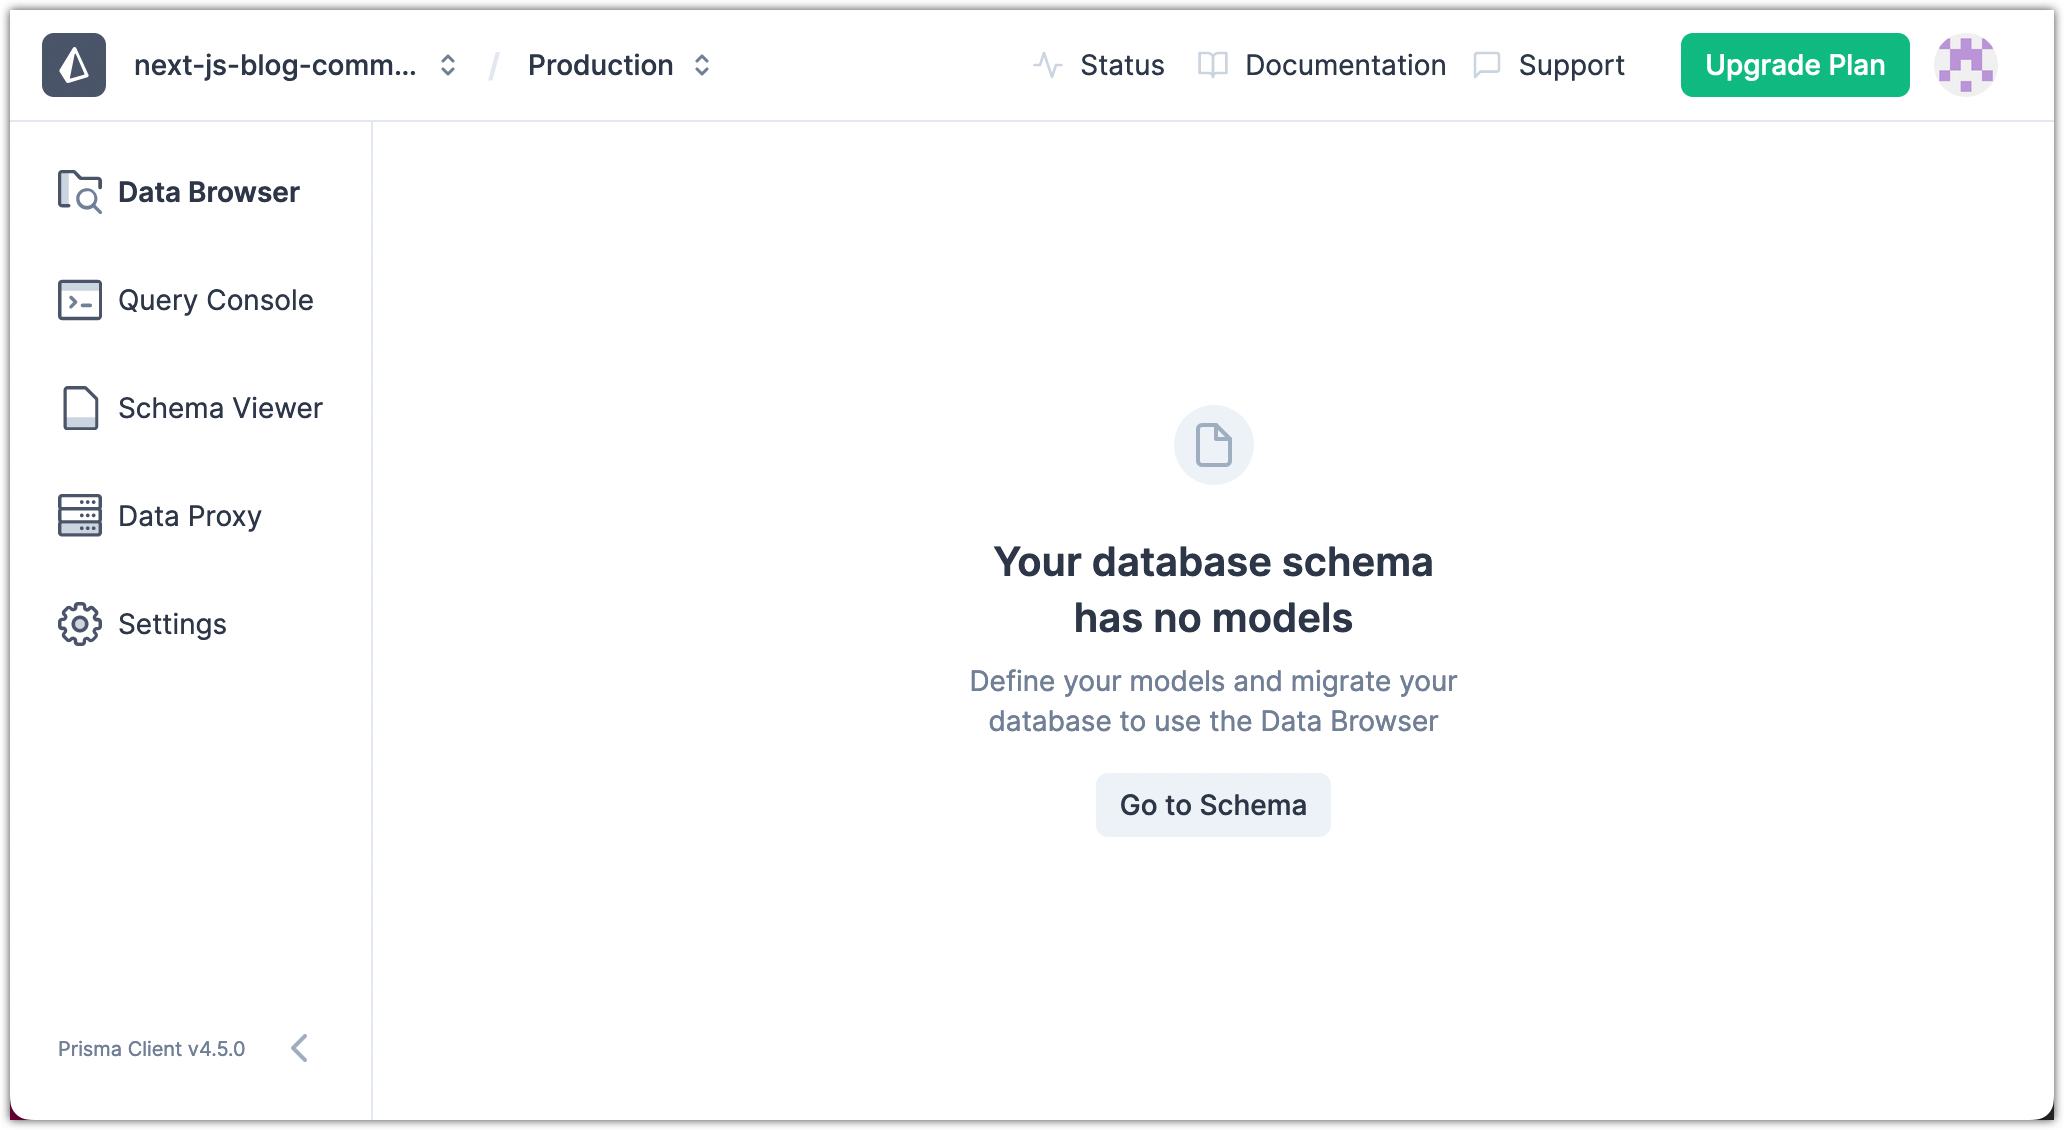 next-js-blog-comm...
/
Production
Status
Documentation
Support
Upgrade Plan
Data Browser
Query Console
Schema Viewer
Data Proxy
Settings
Your database schema
has no models
Define your models and migrate your
database to use the Data Browser
Go to Schema
Prisma Client v4.5.0